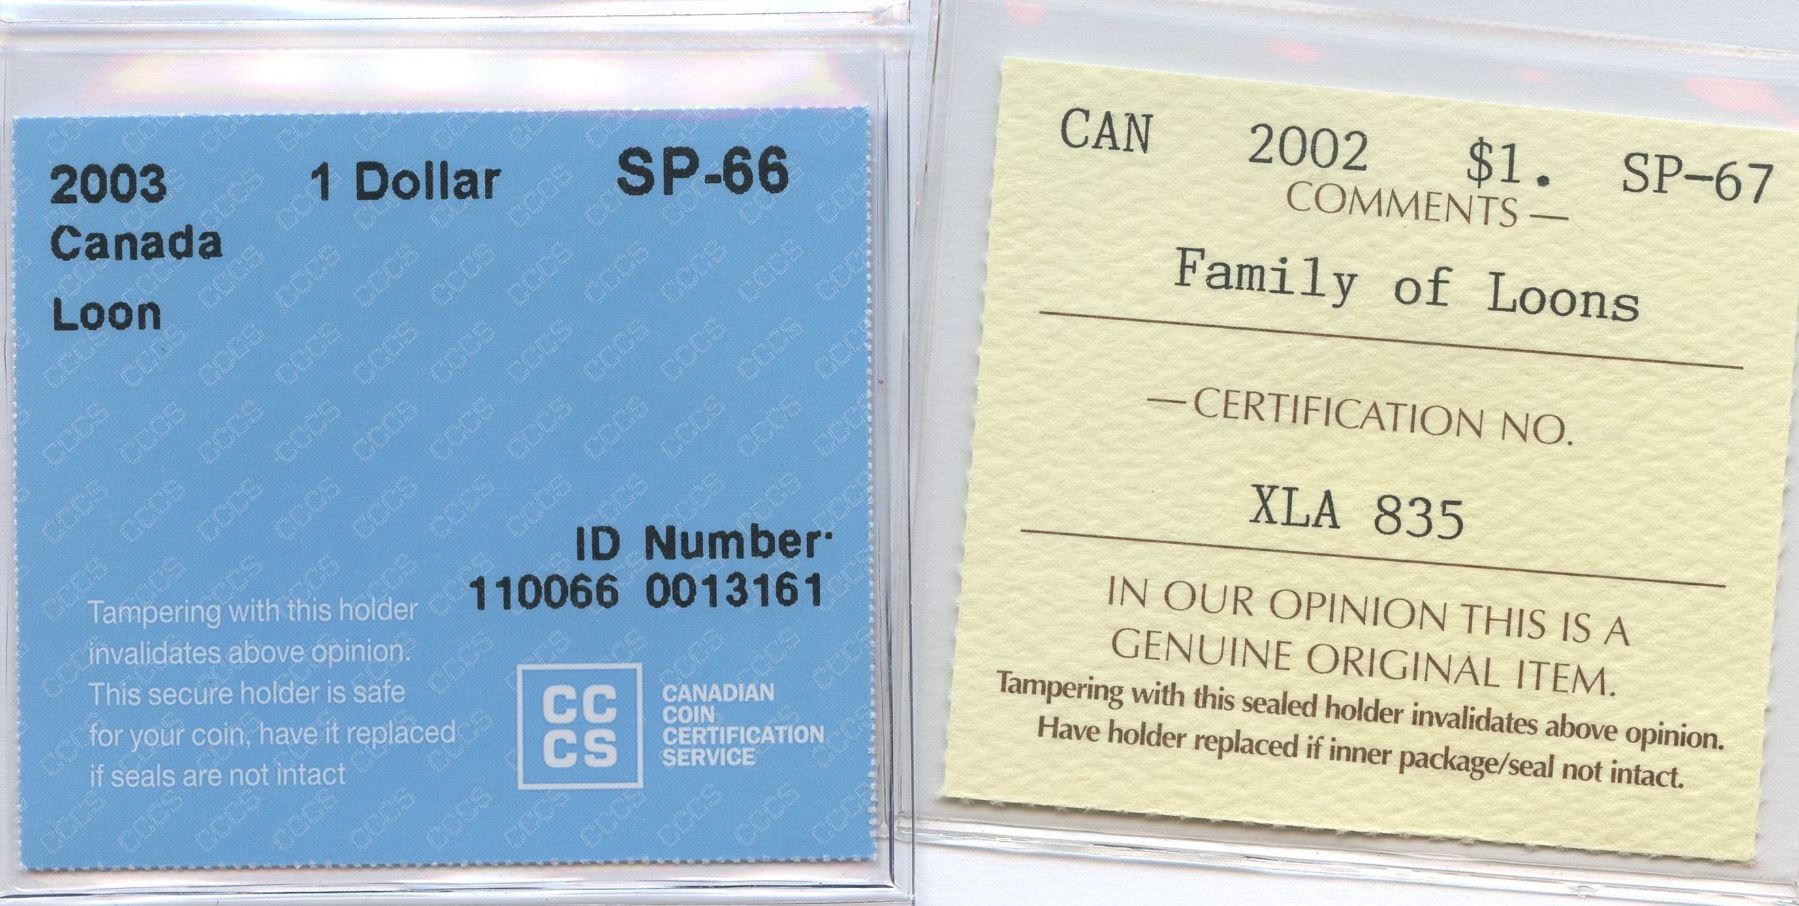 2003 1 Dollar SP-66
Canada
Loon
ID Number·
110066 0013161
Tampering with this holder
invalidates above opinion.
This secure holder is safe
for your coin, have it replaced
if seals are not intact
CC
CS
CANADIAN
COIN
CERTIFICATION
SERVICE
CAN 2002 $1. SP-67
COMMENTS —
Family of Loons
—CERTIFICATION NO.
XLA 835
IN OUR OPINION THIS IS A
GENUINE ORIGINAL ITEM.
Tampering with this sealed holder invalidates above opinion.
Have holder replaced if inner package/seal not intact.